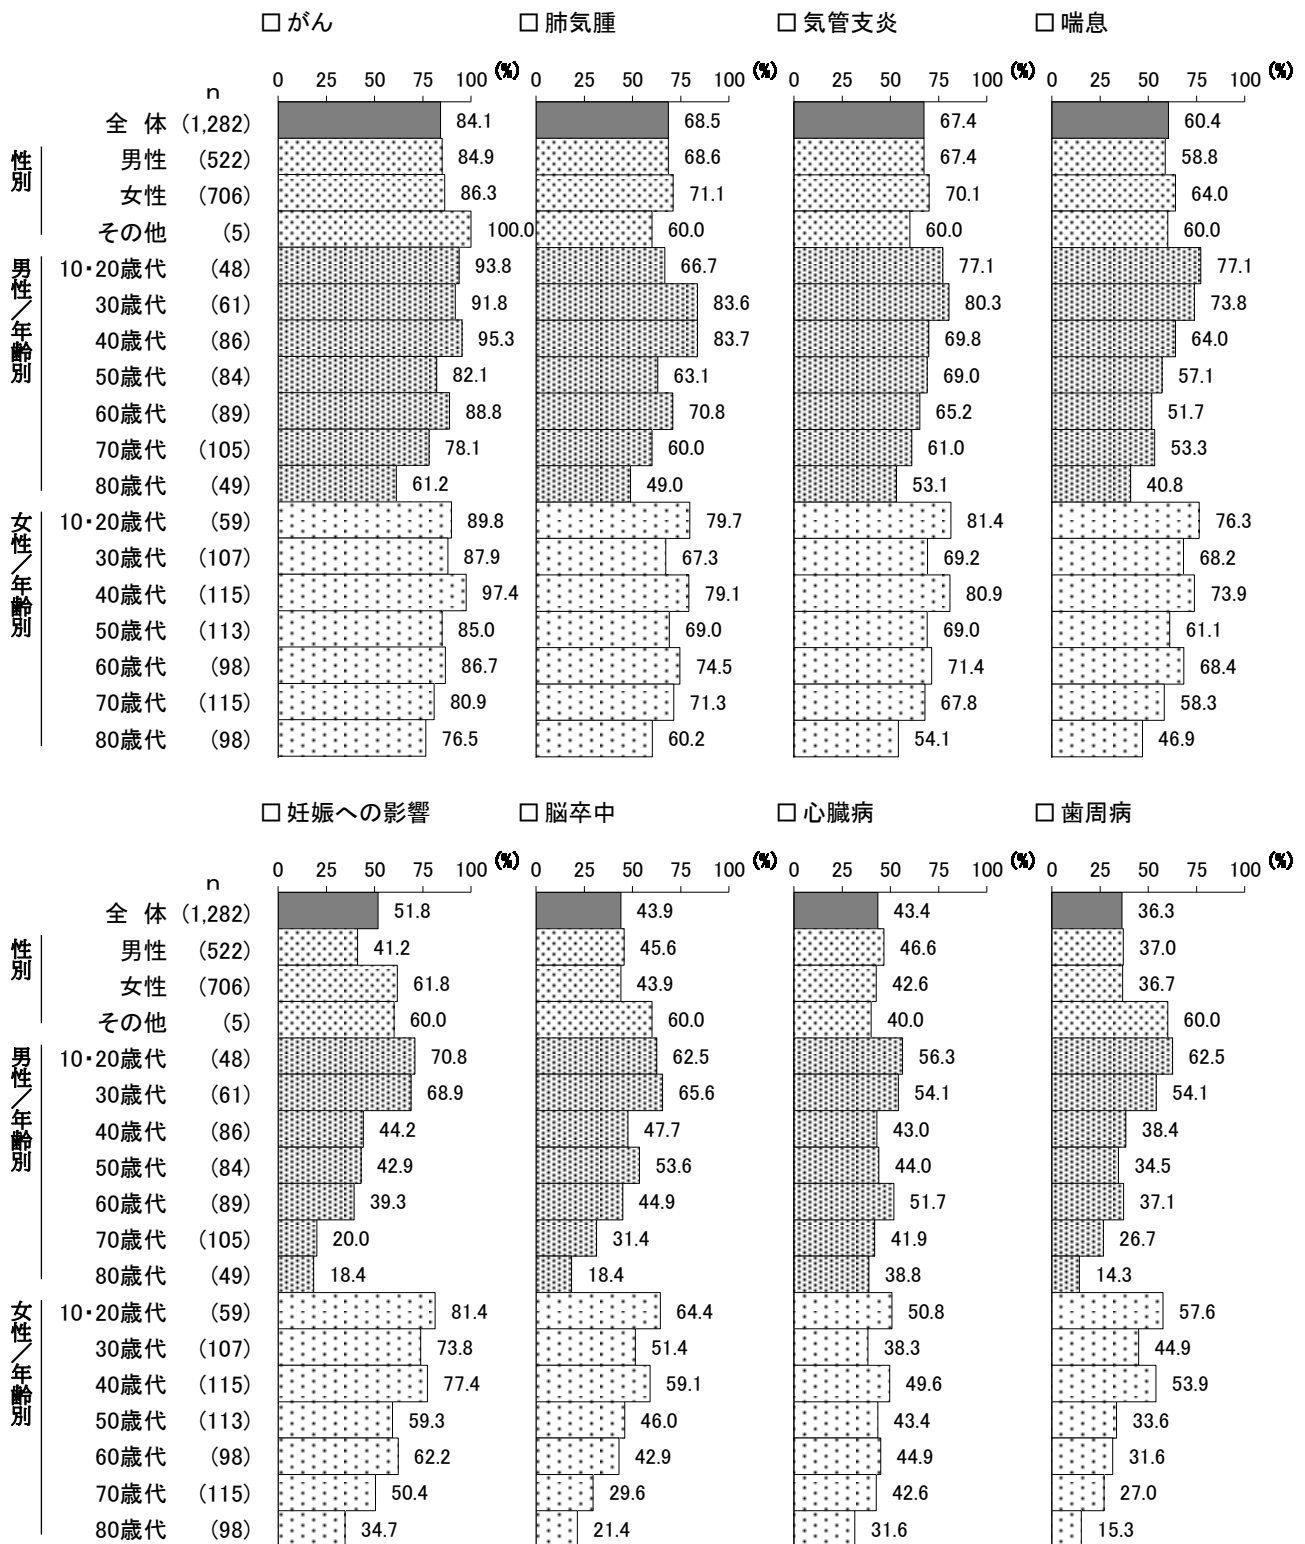 □ がん □ 肺気腫 □ 気管支炎 □ 喘息
0 25 50 75 100 (%) 0 25 50 75 100 (%) 0 25 50 75 100 (%) 0 25 50 75 100 (%)
n
全 体 (1,282) 84.1 68.5 67.4 60.4
性別
男性 (522) 84.9 68.6 67.4 58.8
女性 (706) 86.3 71.1 70.1 64.0
その他 (5) 100.0 60.0 60.0 60.0
男性/年齢別
10・20歳代 (48) 93.8 66.7 77.1 77.1
30歳代 (61) 91.8 83.6 80.3 73.8
40歳代 (86) 95.3 83.7 69.8 64.0
50歳代 (84) 82.1 63.1 69.0 57.1
60歳代 (89) 88.8 70.8 65.2 51.7
70歳代 (105) 78.1 60.0 61.0 53.3
80歳代 (49) 61.2 49.0 53.1 40.8
女性/年齢別
10・20歳代 (59) 89.8 79.7 81.4 76.3
30歳代 (107) 87.9 67.3 69.2 68.2
40歳代 (115) 97.4 79.1 80.9 73.9
50歳代 (113) 85.0 69.0 69.0 61.1
60歳代 (98) 86.7 74.5 71.4 68.4
70歳代 (115) 80.9 71.3 67.8 58.3
80歳代 (98) 76.5 60.2 54.1 46.9
□ 妊娠への影響 □ 脳卒中 □ 心臓病 □ 歯周病
0 25 50 75 100 (%) 0 25 50 75 100 (%) 0 25 50 75 100 (%) 0 25 50 75 100 (%)
n
全 体 (1,282) 51.8 43.9 43.4 36.3
性別
男性 (522) 41.2 45.6 46.6 37.0
女性 (706) 61.8 43.9 42.6 36.7
その他 (5) 60.0 60.0 40.0 60.0
男性/年齢別
10・20歳代 (48) 70.8 62.5 56.3 62.5
30歳代 (61) 68.9 65.6 54.1 54.1
40歳代 (86) 44.2 47.7 43.0 38.4
50歳代 (84) 42.9 53.6 44.0 34.5
60歳代 (89) 39.3 44.9 51.7 37.1
70歳代 (105) 20.0 31.4 41.9 26.7
80歳代 (49) 18.4 18.4 38.8 14.3
女性/年齢別
10・20歳代 (59) 81.4 64.4 50.8 57.6
30歳代 (107) 73.8 51.4 38.3 44.9
40歳代 (115) 77.4 59.1 49.6 53.9
50歳代 (113) 59.3 46.0 43.4 33.6
60歳代 (98) 62.2 42.9 44.9 31.6
70歳代 (115) 50.4 29.6 42.6 27.0
80歳代 (98) 34.7 21.4 31.6 15.3